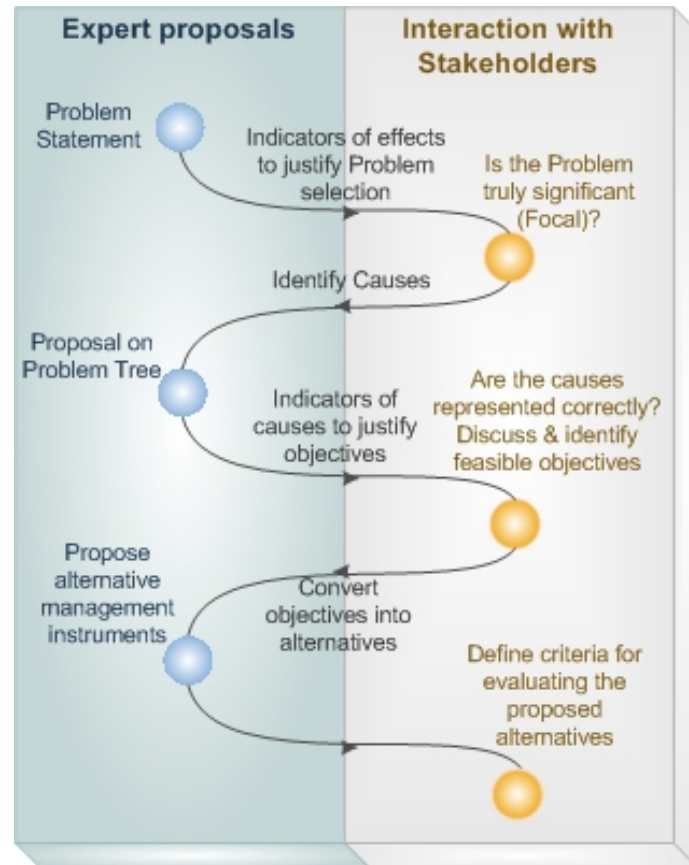 Expert proposals
Interaction with
Stakeholders
Problem
Statement
Indicators of effects
to justify Problem
selection
Is the Problem
truly significant
(Focal)?
Identify Causes
Proposal on
Problem Tree
Indicators of
causes to justify
objectives
Are the causes
represented correctly?
Discuss & identify
feasible objectives
Propose
alternative
management
instruments
Convert
objectives into
alternatives
Define criteria for
evaluating the
proposed
alternatives